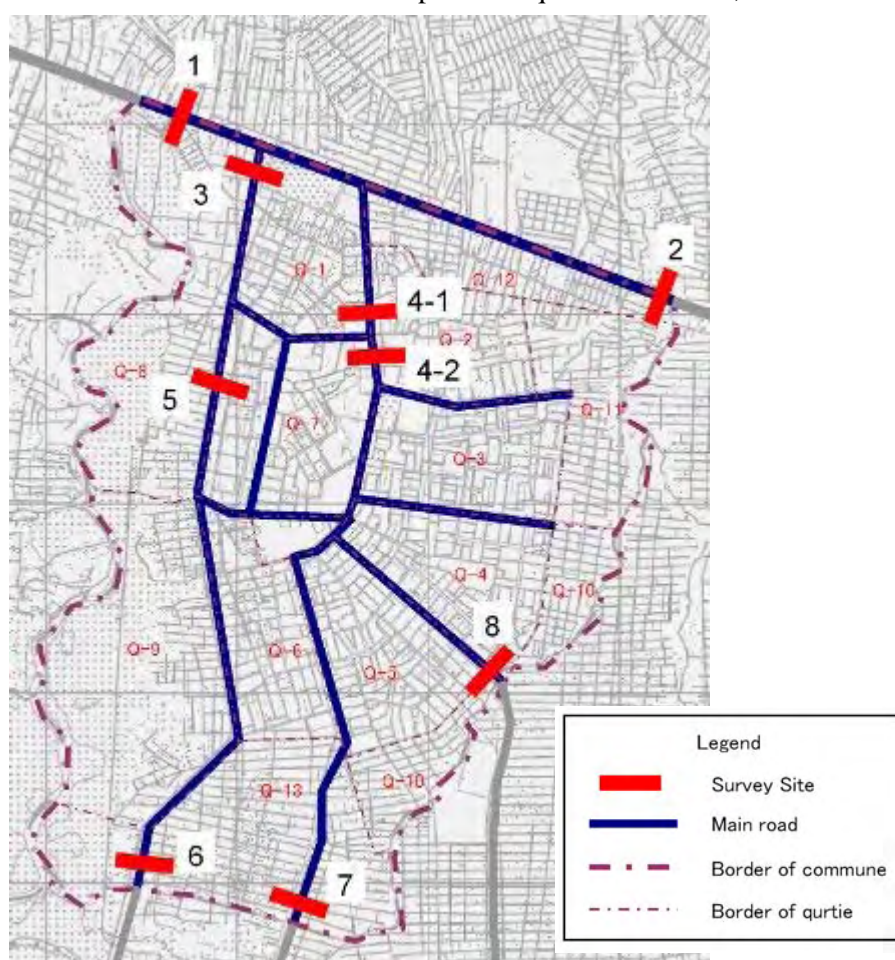 1
3
2
Q-1
Q-12
4-1
Q-2
4-2
Q-8
5
Q-11
Q-7
Q-3
Q-4
Q-10
8
Q-9
Q-6
Q-5
Legend
Survey Site
Q-13
Q-10
Main road
6
7
Border of commune
Border of qurtie